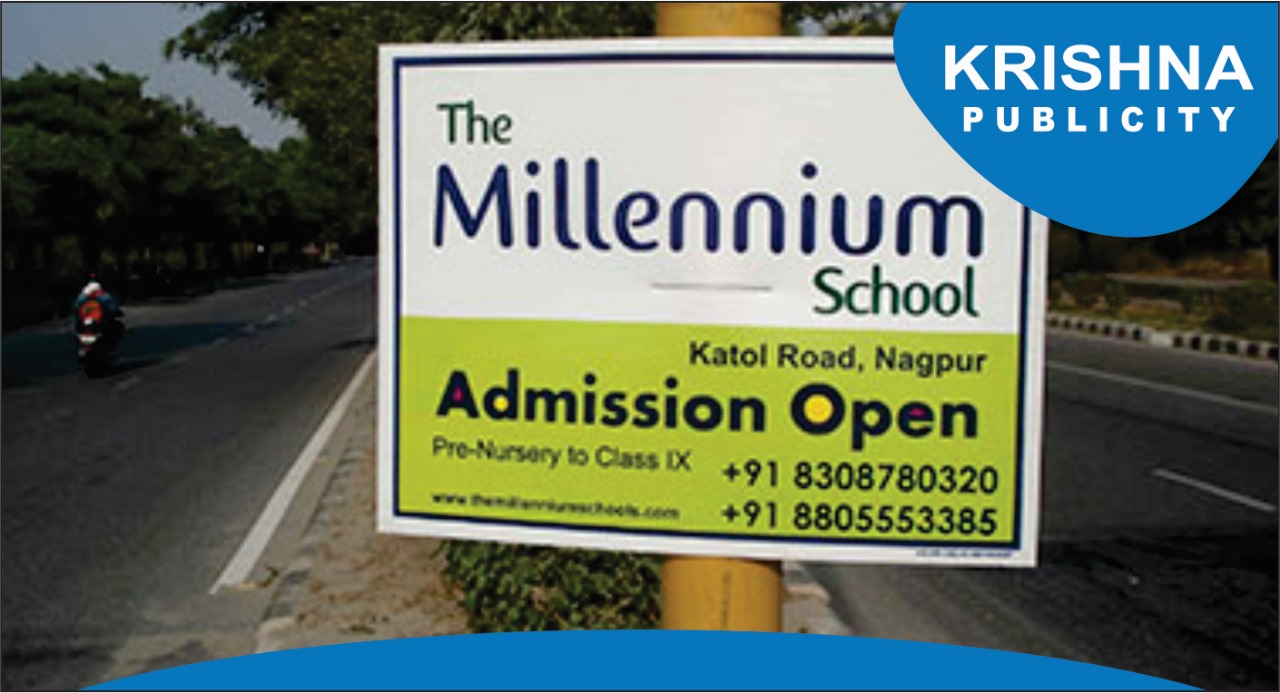 KRISHNA
PUBLICITY
The
Millennium
School
Katol Road, Nagpur
Admission Open
Pre-Nursery to Class IX
+91 8308780320
www.themillenniumschools.com
+91 8805553385